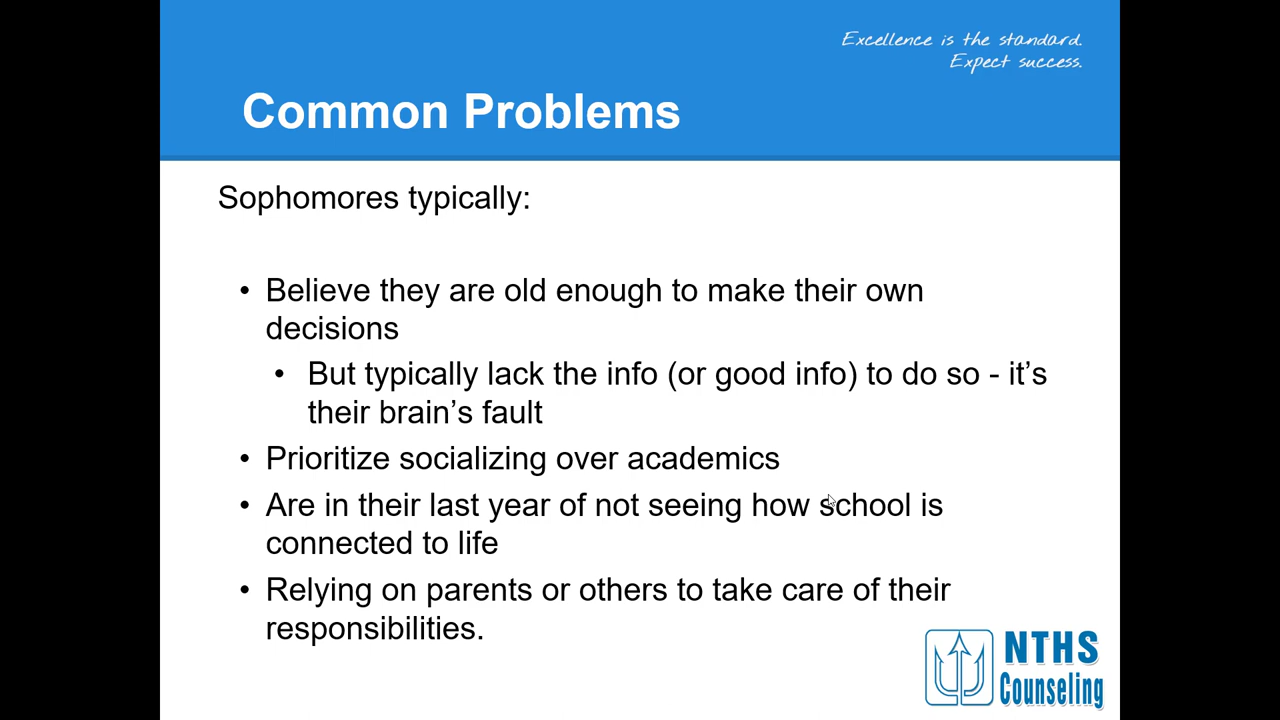 Excellence is the standard.
Expect success.
Common Problems
Sophomores typically:
• Believe they are old enough to make their own
decisions
• But typically lack the info (or good info) to do so - it’s
their brain’s fault
• Prioritize socializing over academics
• Are in their last year of not seeing how school is
connected to life
• Relying on parents or others to take care of their
responsibilities.
NTHS
Counseling